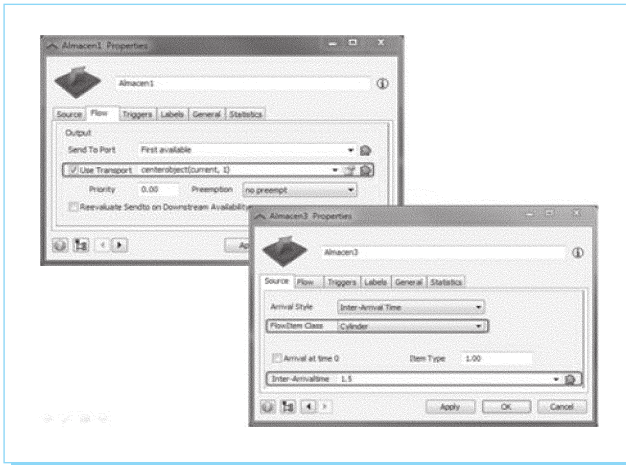 Almacen1 Properties
Almacen1
Source Flow Triggers Labels General Statistics
Output
Send To Port First available
Use Transport centerobject(current, 1)
Priority 0.00 Preemption no preempt
Reevaluate Sendto on Downstream Availability
Ap
Almacen3 Properties
Almacen3
Source Flow Triggers Labels General Statistics
Arrival Style Inter-Arrival Time
FlowItem Class Cylinder
Arrival at time 0 Item Type 1.00
Inter-Arrivaltime 1.5
Apply OK Cancel